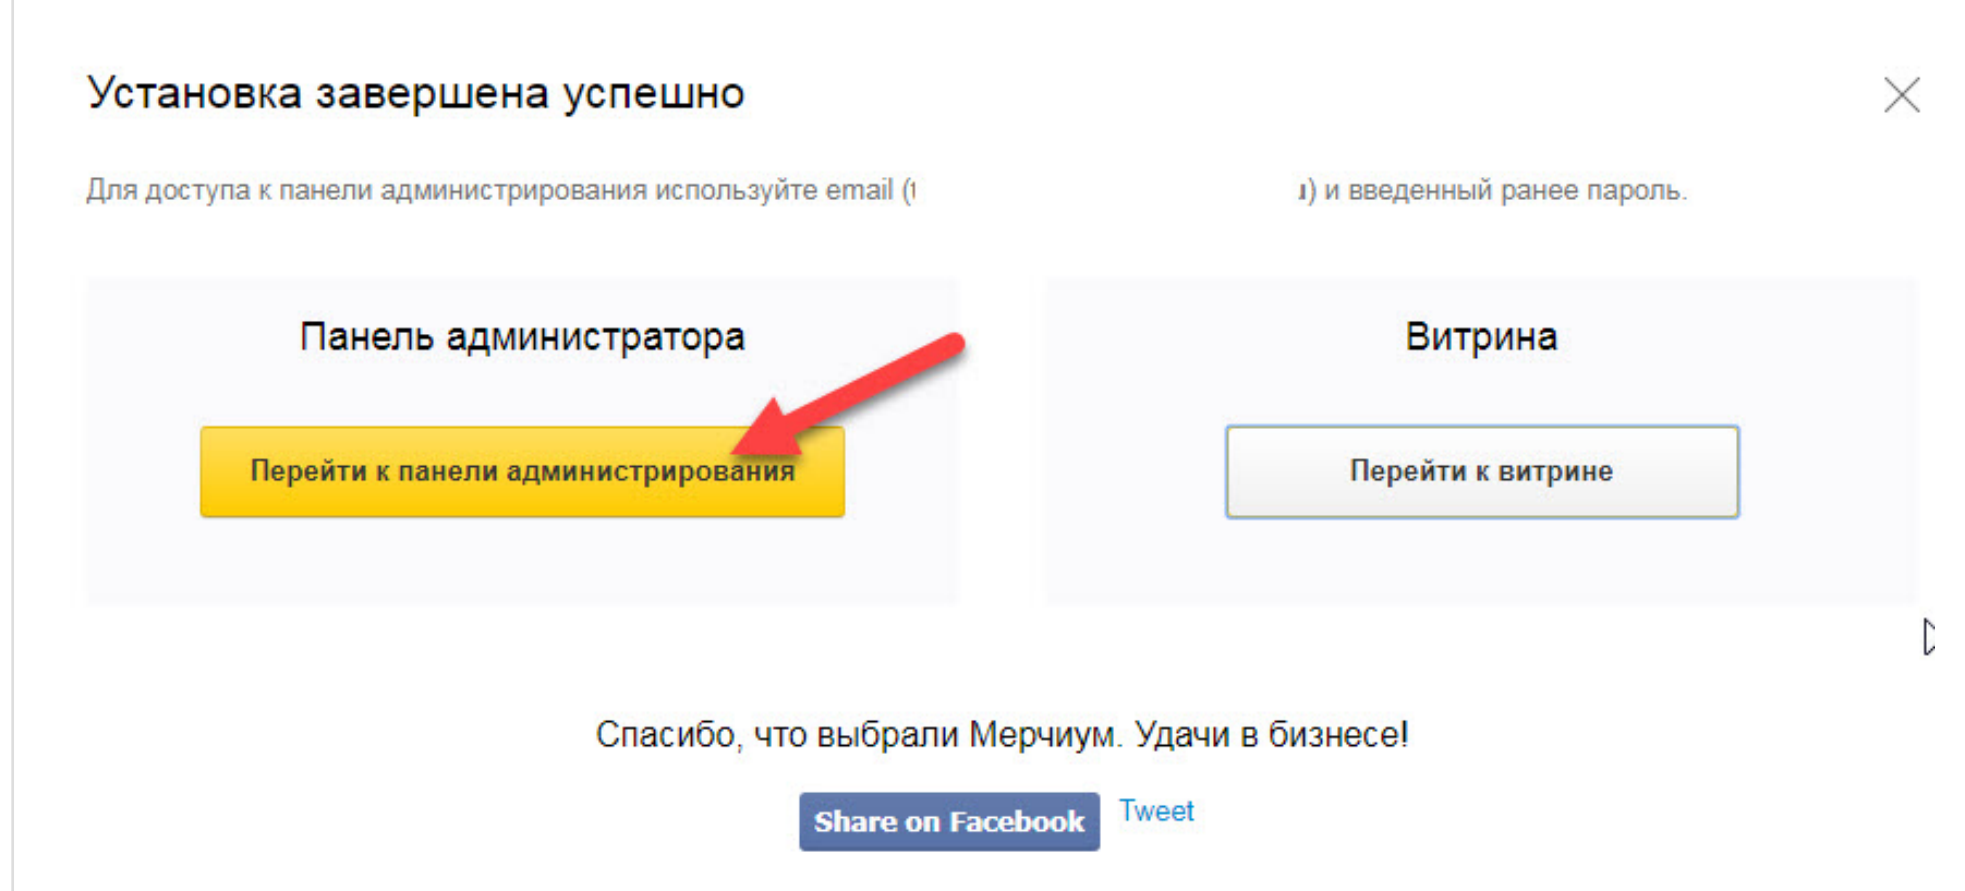 Установка завершена успешно
Для доступа к панели администрирования используйте email (t ) и введенный ранее пароль.
Панель администратора
Витрина
Перейти к панели администрирования
Перейти к витрине
Спасибо, что выбрали Мерчиум. Удачи в бизнесе!
Share on Facebook
Tweet